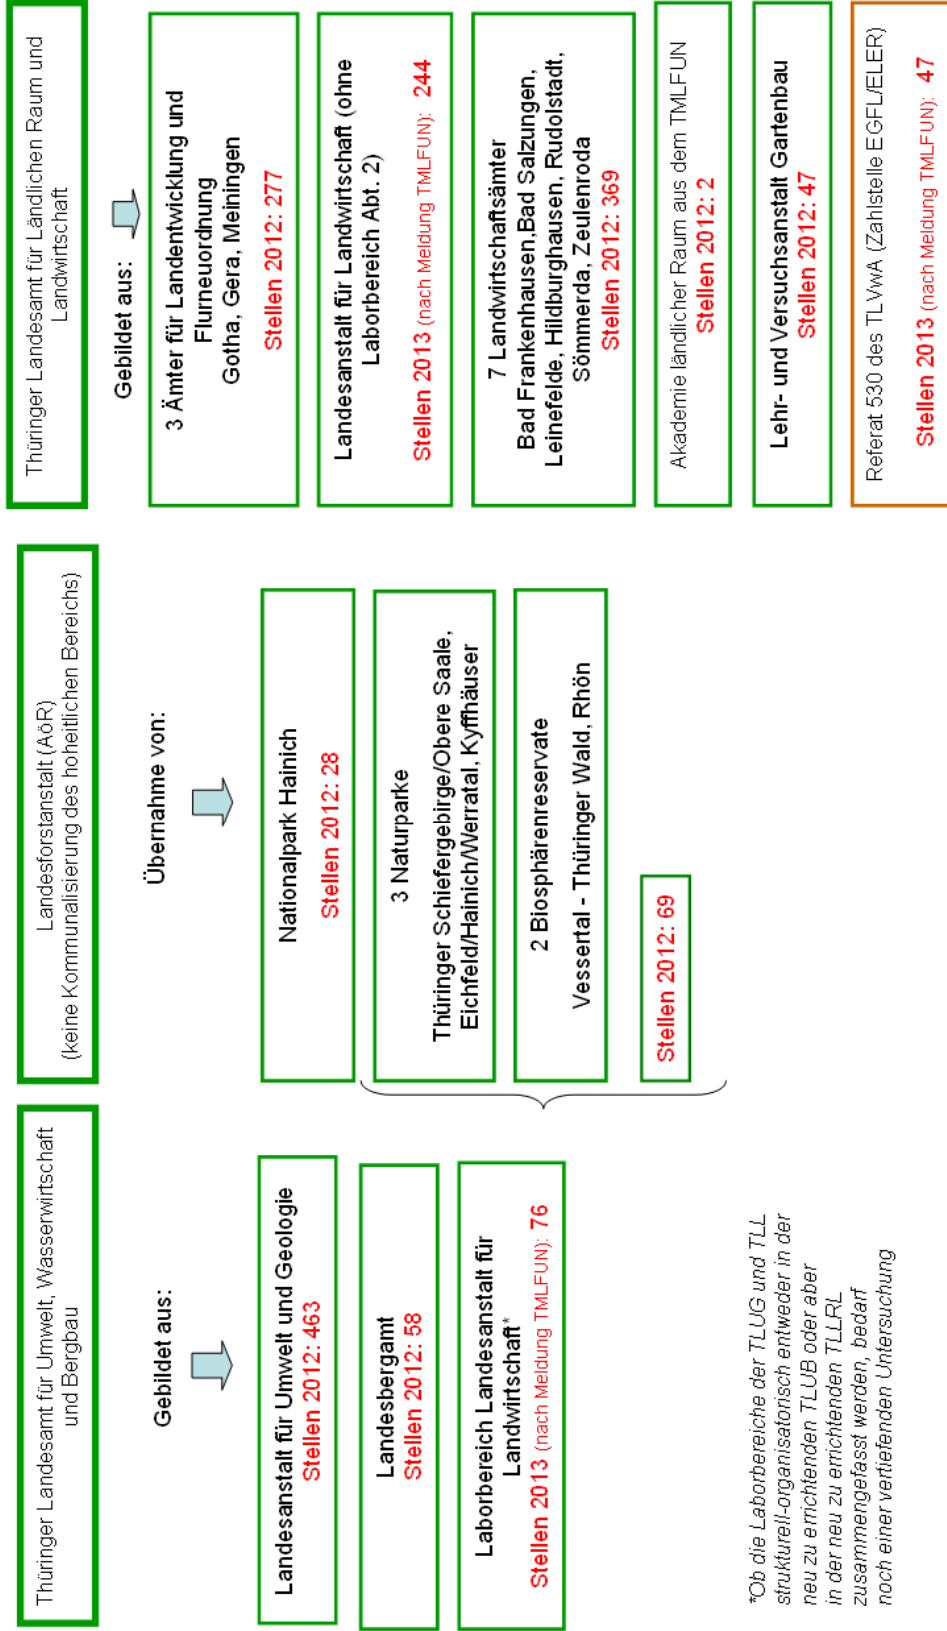 Thüringer Landesamt für Umwelt, Wasserwirtschaft
und Bergbau
Gebildet aus:
Landesanstalt für Umwelt und Geologie
Stellen 2012: 463
Landesbergamt
Stellen 2012: 58
Laborbereich Landesanstalt für
Landwirtschaft*
Stellen 2013 (nach Meldung TMLFUN): 76
*Ob die Laborbereiche der TLUG und TLL
strukturell-organisatorisch entweder in der
neu zu errichtenden TLUB oder aber
in der neu zu errichtenden TLLRL
zusammengefasst werden, bedarf
noch einer vertiefenden Untersuchung
Landesforstanstalt (AöR)
(keine Kommunalisierung des hoheitlichen Bereichs)
Übernahme von:
Nationalpark Hainich
Stellen 2012: 28
3 Naturparke
Thüringer Schiefergebirge/Obere Saale,
Eichfeld/Hainich/Werratal, Kyffhäuser
2 Biosphärenreservate
Vessertal - Thüringer Wald, Rhön
Stellen 2012: 69
Thüringer Landesamt für Ländlichen Raum und
Landwirtschaft
Gebildet aus:
3 Ämter für Landentwicklung und
Flurneuordnung
Gotha, Gera, Meiningen
Stellen 2012: 277
Landesanstalt für Landwirtschaft (ohne
Laborbereich Abt. 2)
Stellen 2013 (nach Meldung TMLFUN): 244
7 Landwirtschaftsämter
Bad Frankenhausen,Bad Salzungen,
Leinefelde, Hildburghausen, Rudolstadt,
Sömmerda, Zeulenroda
Stellen 2012: 369
Akademie ländlicher Raum aus dem TMLFUN
Stellen 2012: 2
Lehr- und Versuchsanstalt Gartenbau
Stellen 2012: 47
Referat 530 des TLVwA (Zahlstelle EGFL/ELER)
Stellen 2013 (nach Meldung TMLFUN): 47